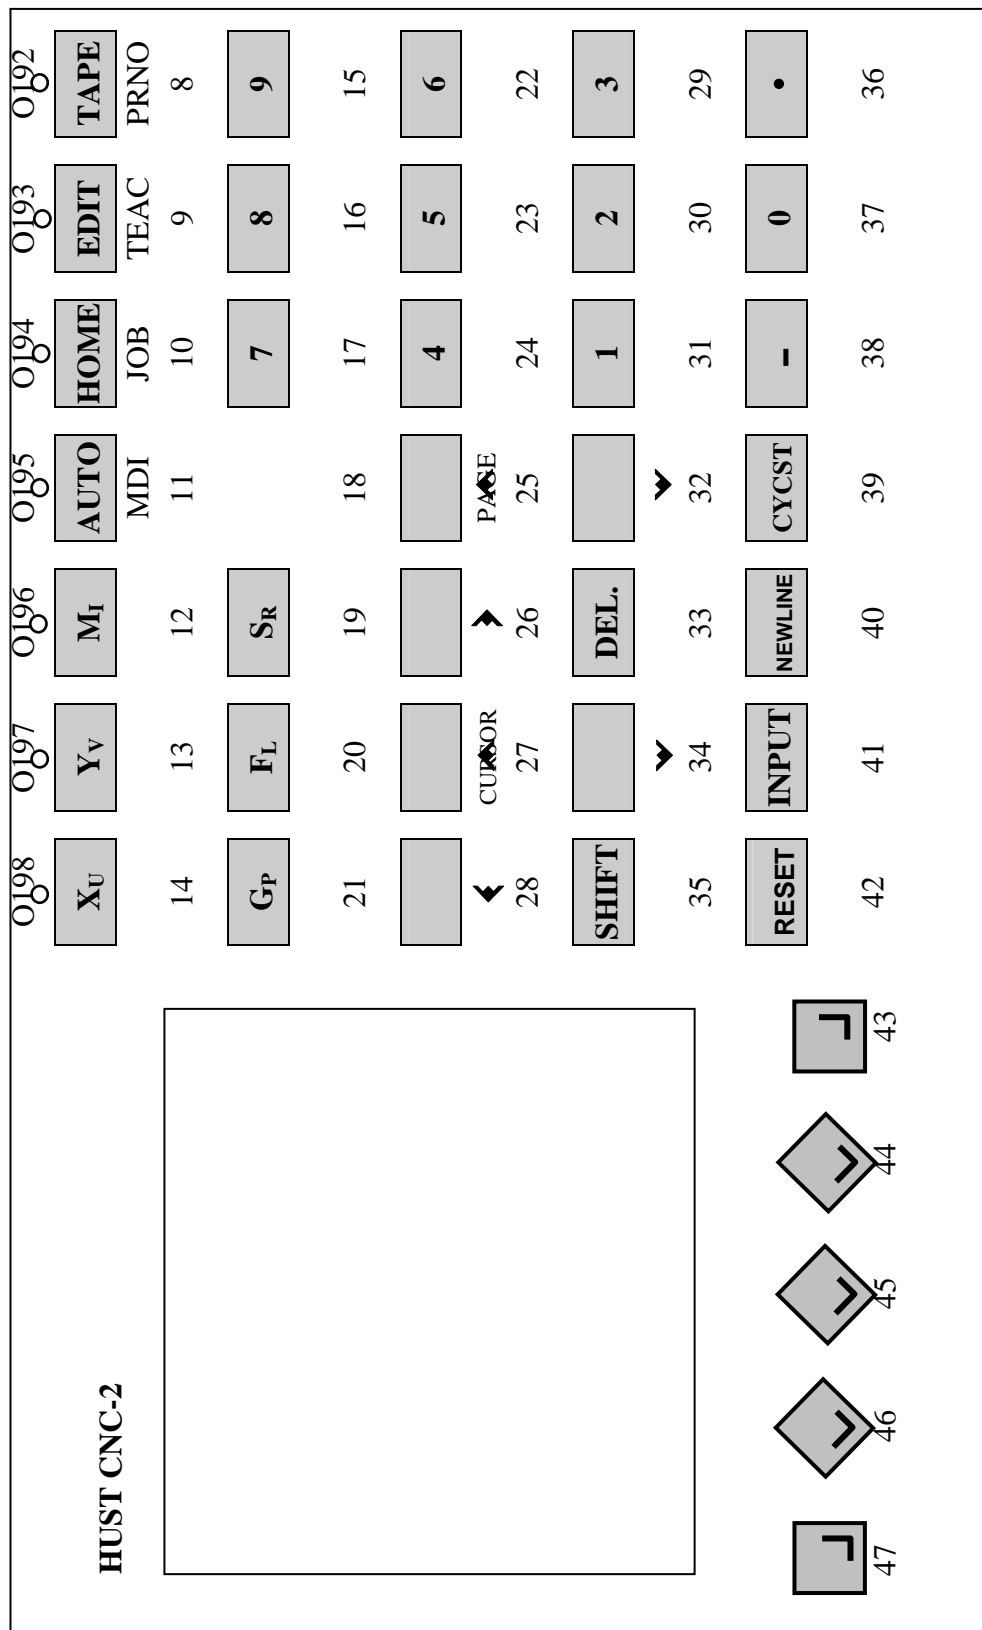 O198 O197 O196 O195 O194 O193 O192
XU YV MI AUTO HOME EDIT TAPE
HUST CNC-2
MDI JOB TEAC PRNO
14 13 12 11 10 9 8
GP FL SR 7 8 9
21 20 19 18 17 16 15
4 5 6
CURSOR PAGE
28 27 26 25 24 23 22
SHIFT DEL. 1 2 3
35 34 33 32 31 30 29
RESET INPUT NEWLINE CYCST – 0 •
47 46 45 44 43 42 41 40 39 38 37 36